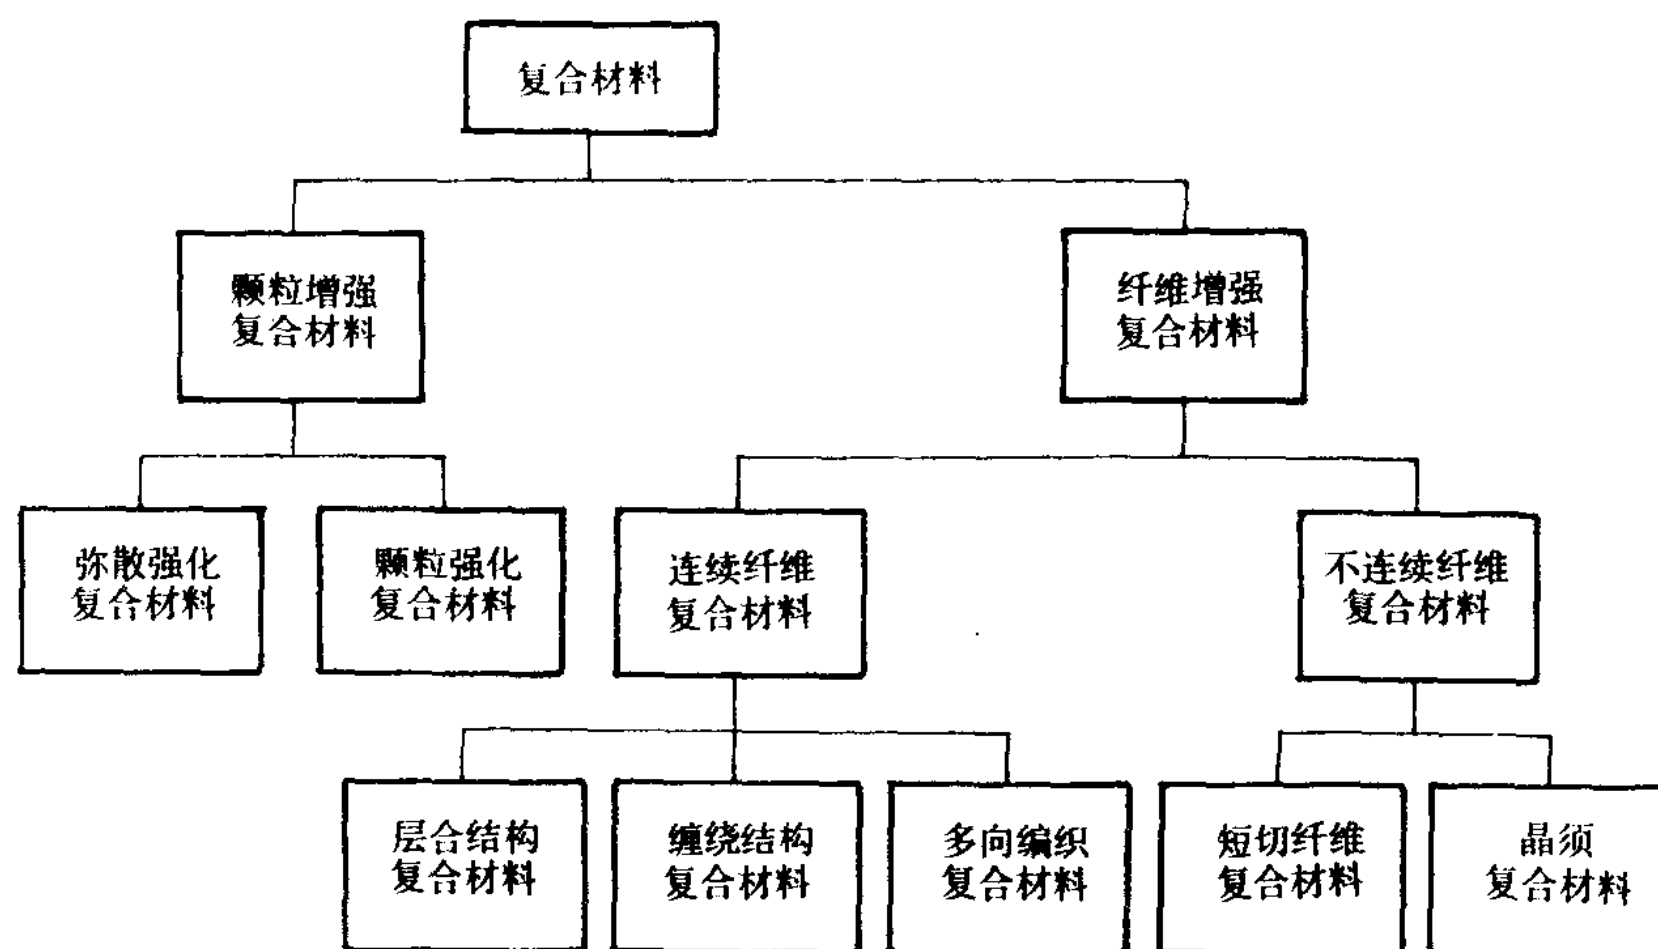 复合材料
颗粒增强
复合材料
纤维增强
复合材料
弥散强化
复合材料
颗粒强化
复合材料
连续纤维
复合材料
不连续纤维
复合材料
层合结构
复合材料
缠绕结构
复合材料
多向编织
复合材料
短切纤维
复合材料
晶须
复合材料